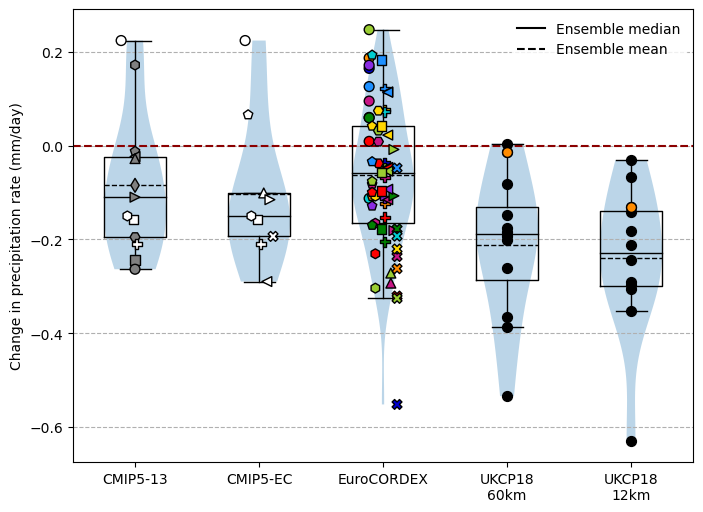 Change in precipitation rate (mm/day)
0.2
0.0
−0.2
−0.4
−0.6
Ensemble median
Ensemble mean
CMIP5-13
CMIP5-EC
EuroCORDEX
UKCP18
60km
UKCP18
12km